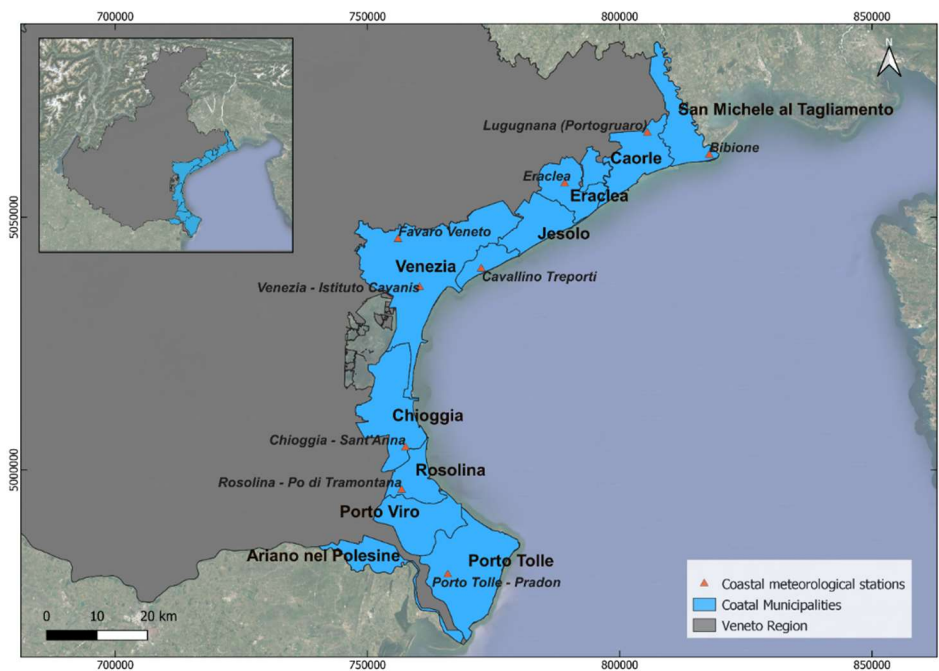 700000 750000 800000 850000
N
San Michele al Tagliamento
Lugugnana (Portogruaro)
Bibione
Caorle
Eraclea
Eraclea
5050000
Jesolo
Favaro Veneto
Venezia
Cavallino Treporti
Venezia - Istituto Cavanis
Chioggia
Chioggia - Sant'Anna
Rosolina
5000000
Rosolina - Po di Tramontana
Porto Viro
Ariano nel Polesine
Porto Tolle
Porto Tolle - Pradon
Coastal meteorological stations
Coatal Municipalities
Veneto Region
0 10 20 km
700000 750000 800000 850000